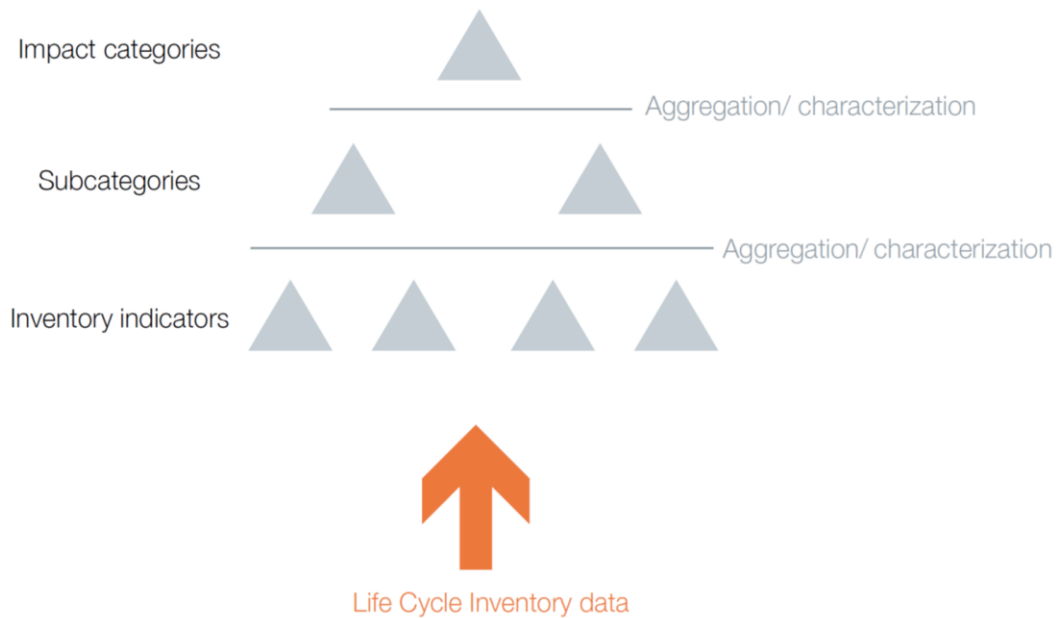 Impact categories
Aggregation/ characterization
Subcategories
Aggregation/ characterization
Inventory indicators
Life Cycle Inventory data